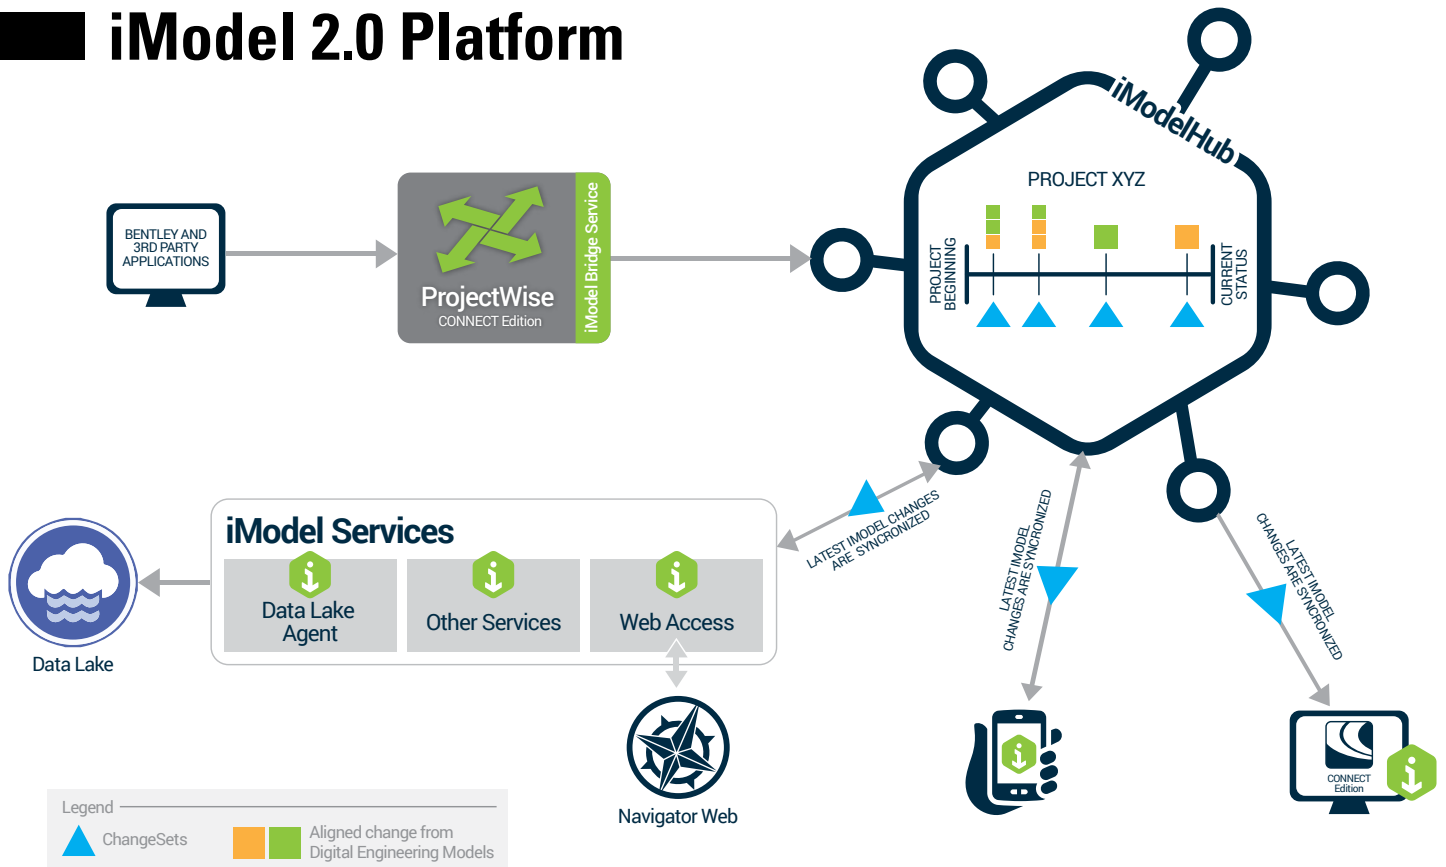 iModel 2.0 Platform
iModelHub
PROJECT XYZ
PROJECT
BEGINNING
CURRENT
STATUS
BENTLEY AND
3RD PARTY
APPLICATIONS
ProjectWise
CONNECT Edition
iModel Bridge Service
LATEST IMODEL CHANGES
ARE SYNCRONIZED
LATEST IMODEL
CHANGES ARE SYNCRONIZED
LATEST IMODEL
CHANGES ARE SYNCRONIZED
iModel Services
Data Lake
Agent
Other Services
Web Access
Data Lake
Navigator Web
CONNECT
Edition
Legend
ChangeSets
Aligned change from
Digital Engineering Models